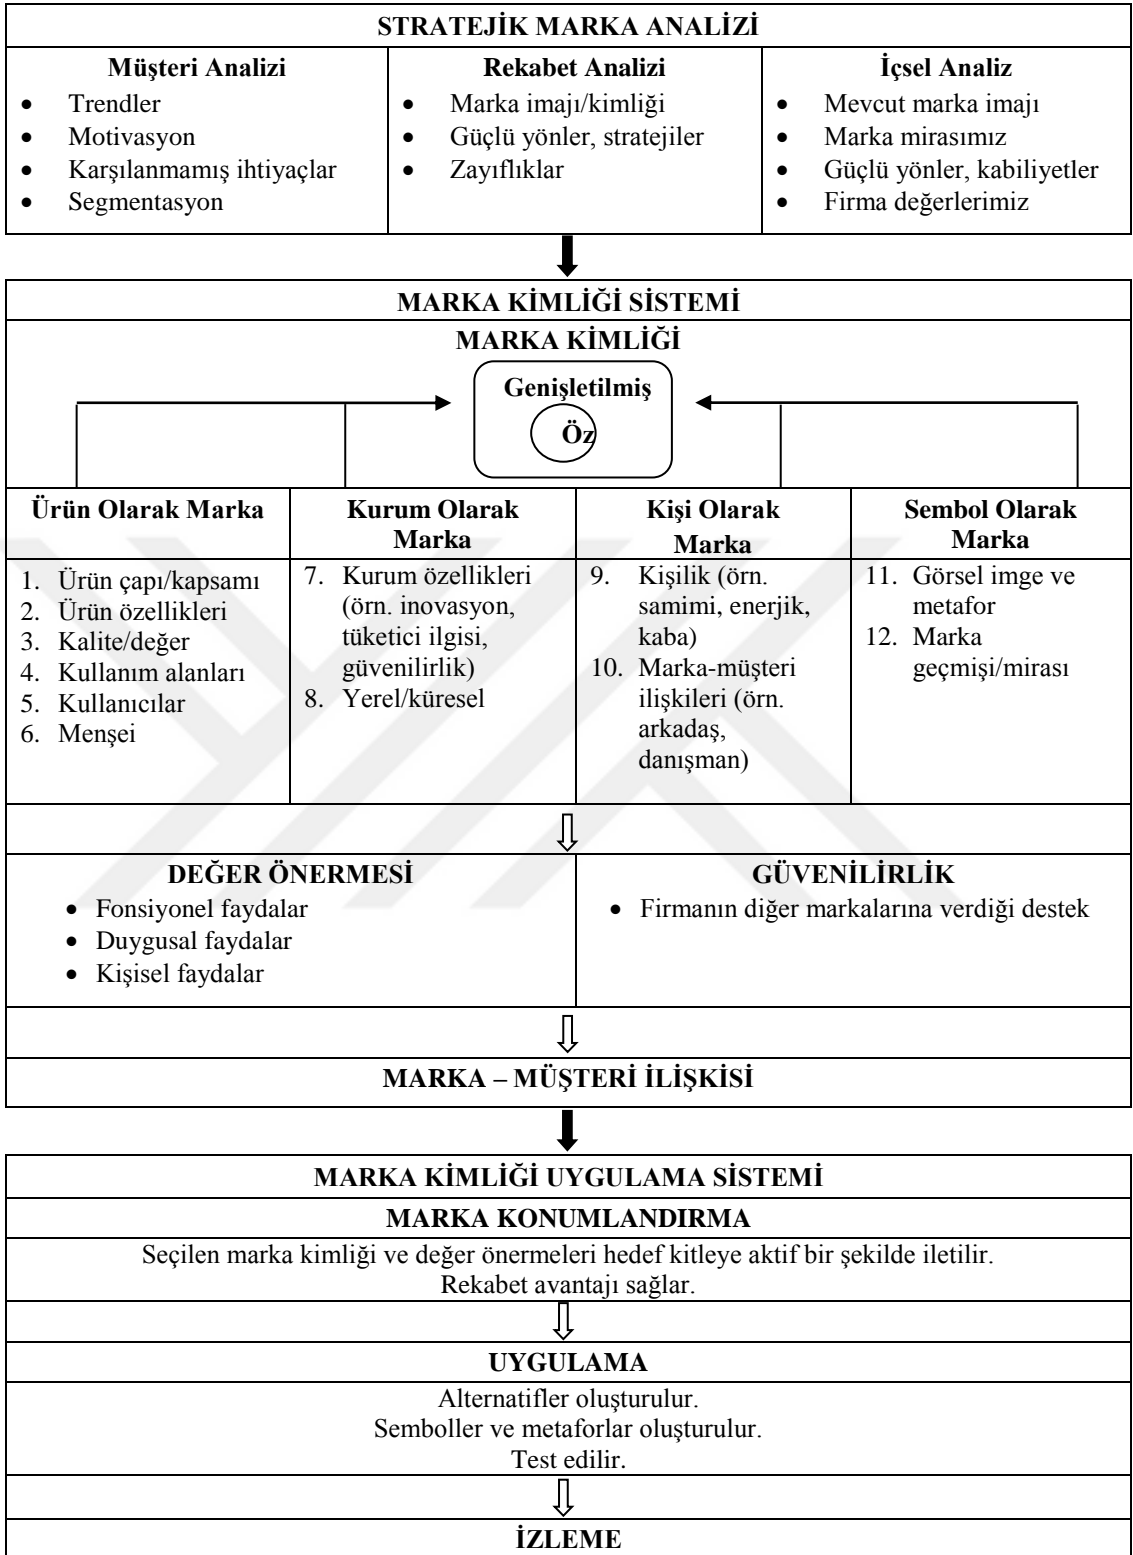 STRATEJİK MARKA ANALİZİ
Müşteri Analizi
• Trendler
• Motivasyon
• Karşılanmamış ihtiyaçlar
• Segmentasyon
Rekabet Analizi
• Marka imajı/kimliği
• Güçlü yönler, stratejiler
• Zayıflıklar
İçsel Analiz
• Mevcut marka imajı
• Marka mirasımız
• Güçlü yönler, kabiliyetler
• Firma değerlerimiz
MARKA KİMLİĞİ SİSTEMİ
MARKA KİMLİĞİ
Genişletilmiş
Öz
Ürün Olarak Marka
1. Ürün çapı/kapsamı
2. Ürün özellikleri
3. Kalite/değer
4. Kullanım alanları
5. Kullanıcılar
6. Menşei
Kurum Olarak
Marka
7. Kurum özellikleri
(örn. inovasyon,
tüketici ilgisi,
güvenilirlik)
8. Yerel/küresel
Kişi Olarak
Marka
9. Kişilik (örn.
samimi, enerjik,
kaba)
10. Marka-müşteri
ilişkileri (örn.
arkadaş,
danışman)
Sembol Olarak
Marka
11. Görsel imge ve
metafor
12. Marka
geçmişi/mirası
DEĞER ÖNERMESİ
• Fonsiyonel faydalar
• Duygusal faydalar
• Kişisel faydalar
GÜVENİLİRLİK
• Firmanın diğer markalarına verdiği destek
MARKA – MÜŞTERİ İLİŞKİSİ
MARKA KİMLİĞİ UYGULAMA SİSTEMİ
MARKA KONUMLANDIRMA
Seçilen marka kimliği ve değer önermeleri hedef kitleye aktif bir şekilde iletilir.
Rekabet avantajı sağlar.
UYGULAMA
Alternatifler oluşturulur.
Semboller ve metaforlar oluşturulur.
Test edilir.
İZLEME